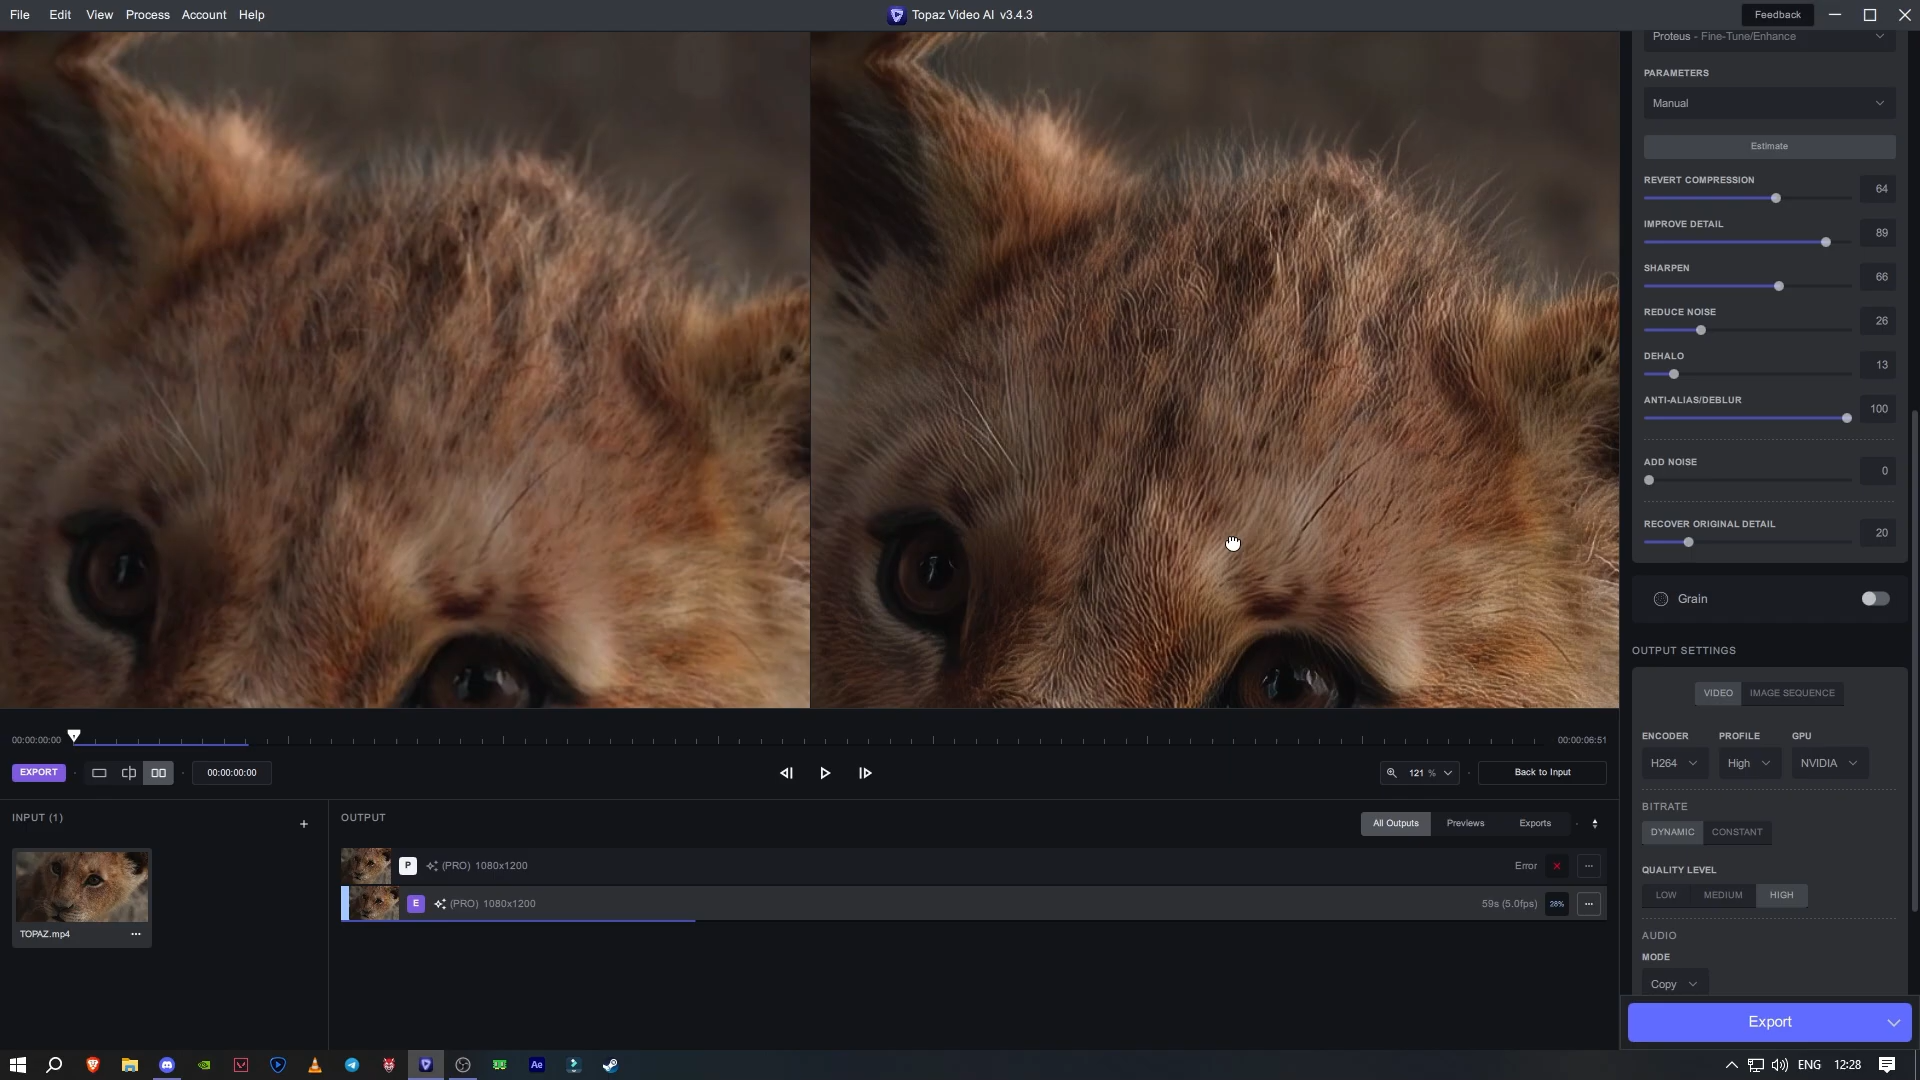 File Edit View Process Account Help
Topaz Video AI v3.4.3
Feedback
Proteus - Fine-Tune/Enhance
PARAMETERS
Manual
Estimate
REVERT COMPRESSION 64
IMPROVE DETAIL 89
SHARPEN 66
REDUCE NOISE 26
DEHALO 13
ANTI-ALIAS/DEBLUR 100
ADD NOISE 0
RECOVER ORIGINAL DETAIL 20
Grain
OUTPUT SETTINGS
VIDEO IMAGE SEQUENCE
ENCODER PROFILE GPU
H264 High NVIDIA
BITRATE
DYNAMIC CONSTANT
QUALITY LEVEL
LOW MEDIUM HIGH
AUDIO
MODE
Copy
Export
00:00:00:00 00:00:06:51
EXPORT 00:00:00:00 121 % Back to Input
INPUT (1)
TOPAZ.mp4
OUTPUT
All Outputs Previews Exports
P (PRO) 1080x1200 Error
E (PRO) 1080x1200 59s (5.0fps) 28%
Ae
ENG 12:28